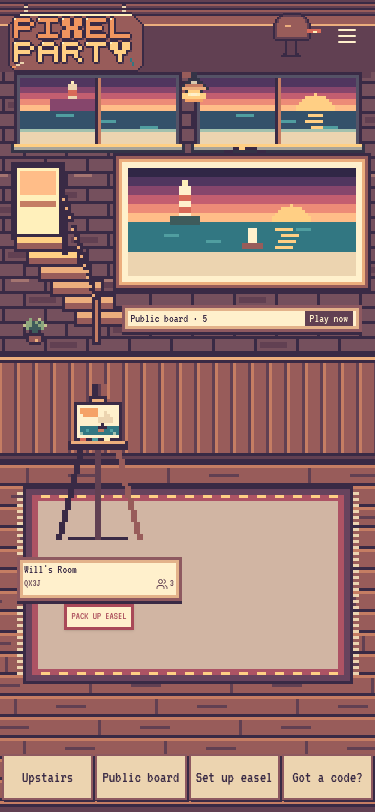 PIXEL
PARTY
Public board • 5
Play now
Will's Room
QX3J
3
PACK UP EASEL
Upstairs
Public board
Set up easel
Got a code?